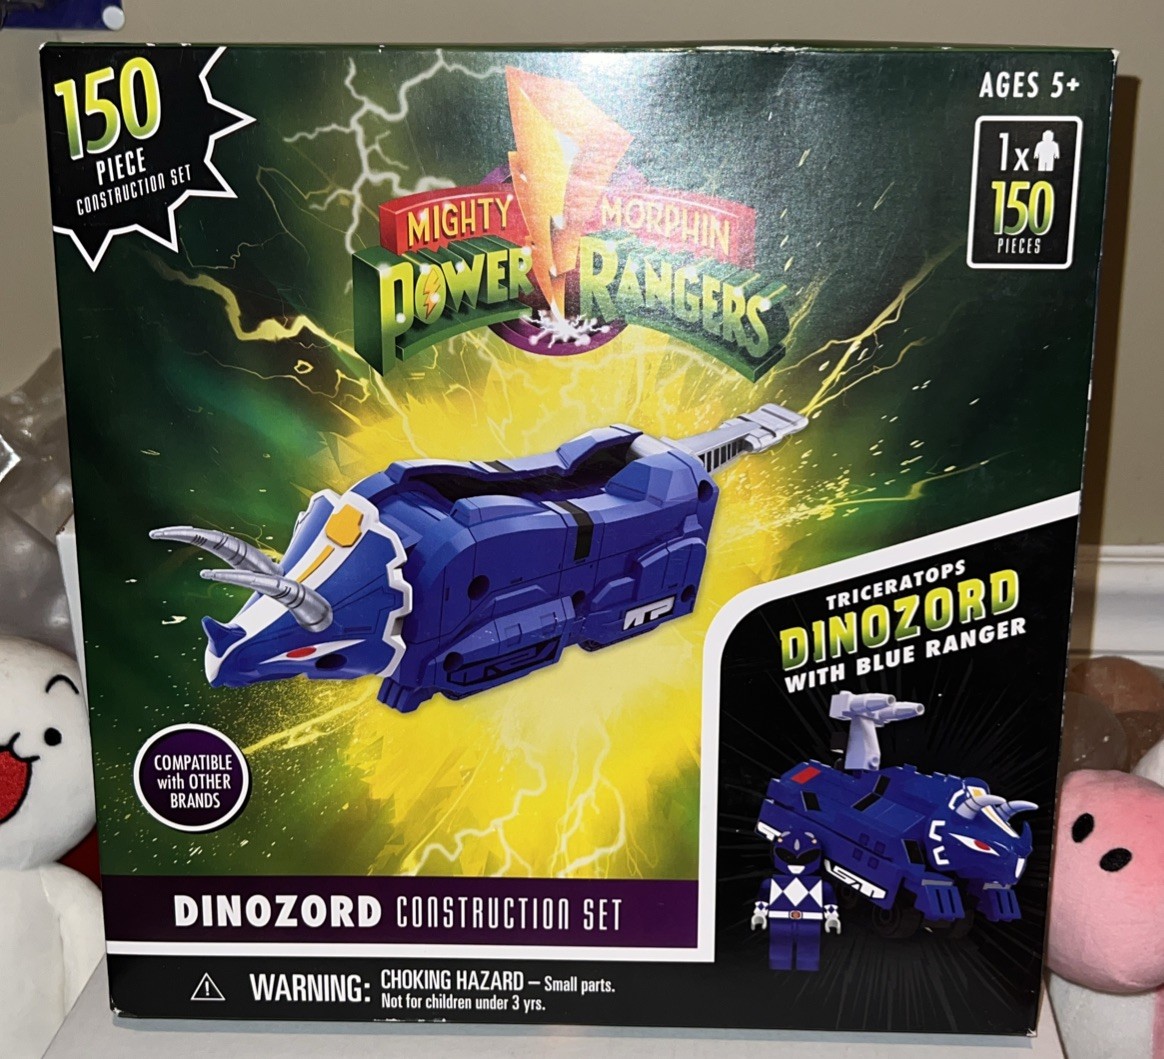 150
PIECE
CONSTRUCTION SET
AGES 5+
1x
150
PIECES
MIGHTY MORPHIN
POWER RANGERS
TRICERATOPS
DINOZORD
WITH BLUE RANGER
COMPATIBLE
with OTHER
BRANDS
DINOZORD CONSTRUCTION SET
WARNING: CHOKING HAZARD – Small parts.
Not for children under 3 yrs.